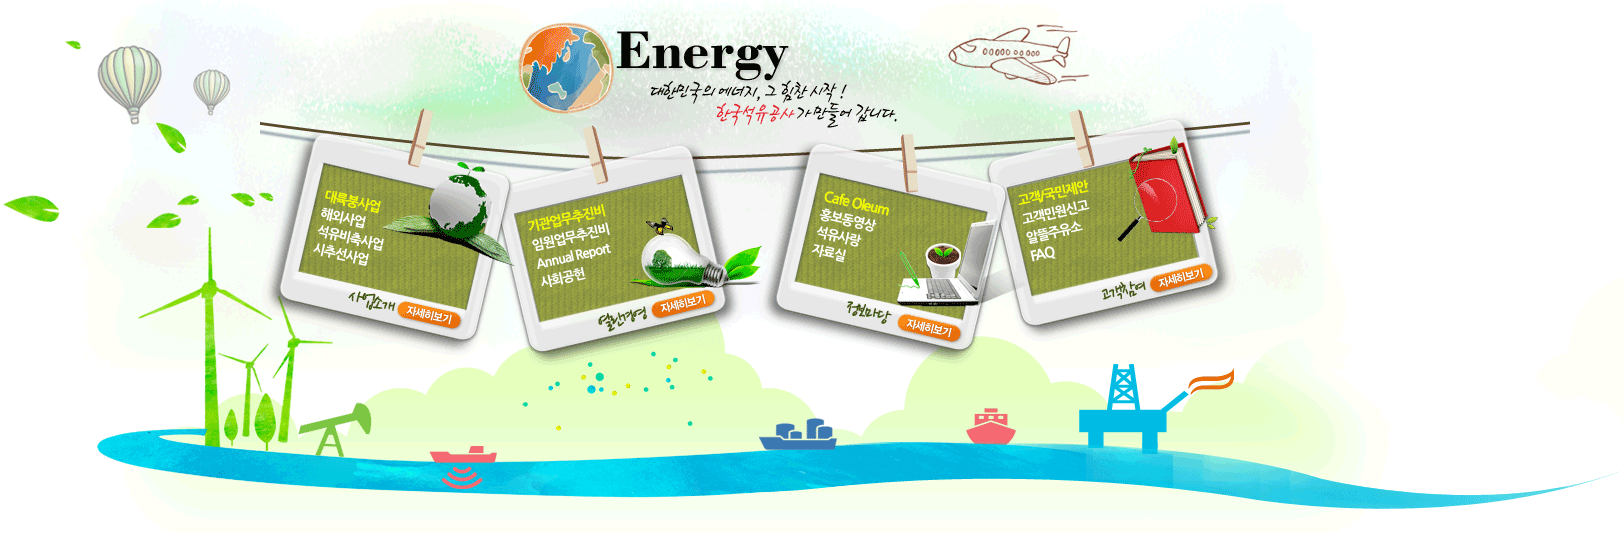 Energy
대한민국의 에너지, 그 힘찬 시작 !
한국석유공사가 만들어 갑니다.
대륙붕사업
해외사업
석유비축사업
시추선사업
사업소개
자세히보기
기관업무추진비
임원업무추진비
Annual Report
사회공헌
열린경영
자세히보기
Cafe Oleum
홍보동영상
석유사랑
자료실
정보마당
자세히보기
고객/국민제안
고객민원신고
알뜰주유소
FAQ
고객참여
자세히보기